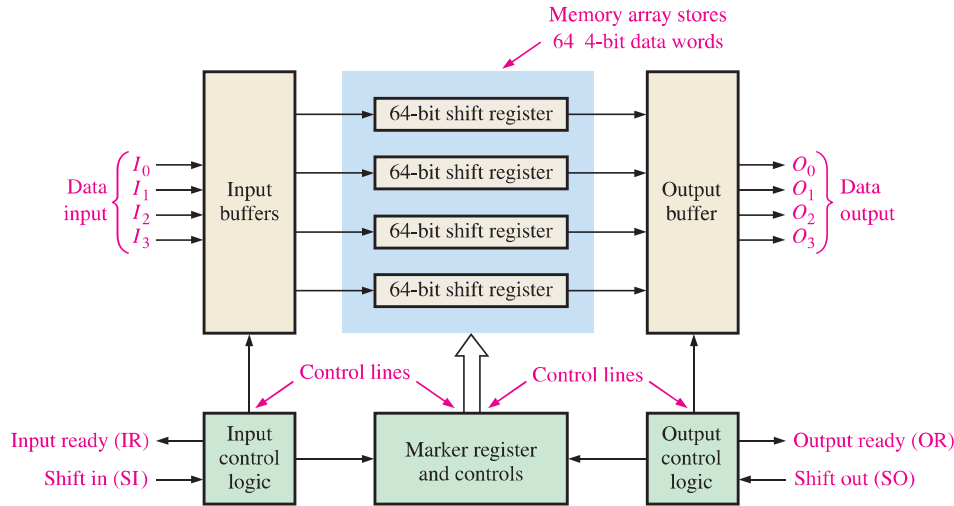 Memory array stores
64 4-bit data words
64-bit shift register
64-bit shift register
64-bit shift register
64-bit shift register
Data
input
I0
I1
I2
I3
Input
buffers
Output
buffer
O0
O1
O2
O3
Data
output
Control lines
Control lines
Input ready (IR)
Shift in (SI)
Input
control
logic
Marker register
and controls
Output
control
logic
Output ready (OR)
Shift out (SO)